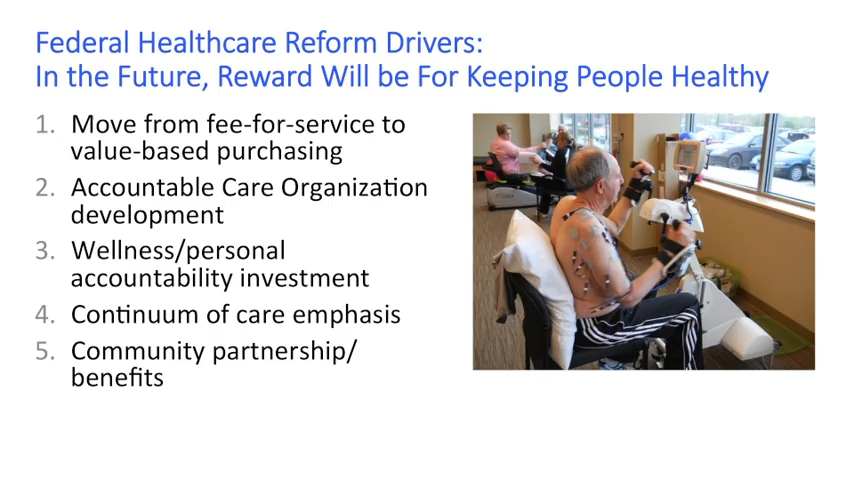 Federal Healthcare Reform Drivers:
In the Future, Reward Will be For Keeping People Healthy
1. Move from fee-for-service to
value-based purchasing
2. Accountable Care Organization
development
3. Wellness/personal
accountability investment
4. Continuum of care emphasis
5. Community partnership/
benefits